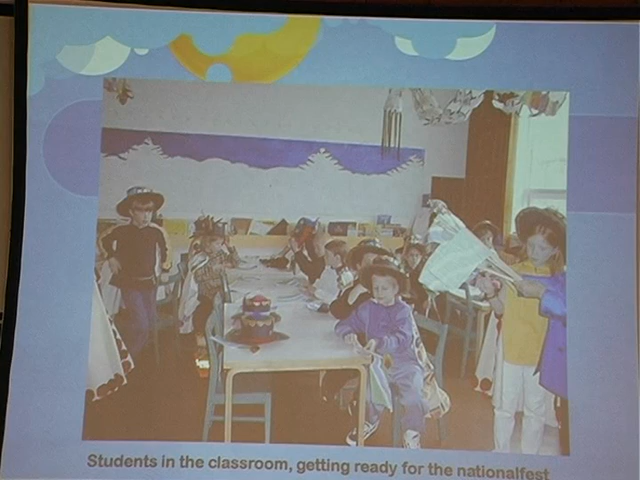 Students in the classroom, getting ready for the nationalfest